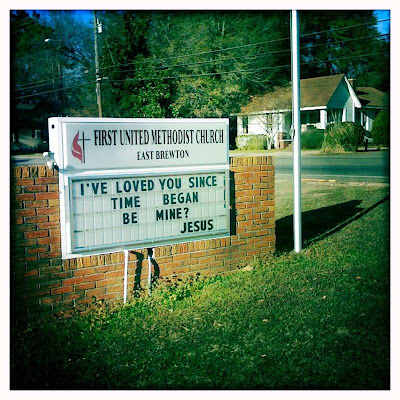 FIRST UNITED METHODIST CHURCH
EAST BREWTON
I'VE LOVED YOU SINCE
TIME BEGAN
BE MINE?
JESUS